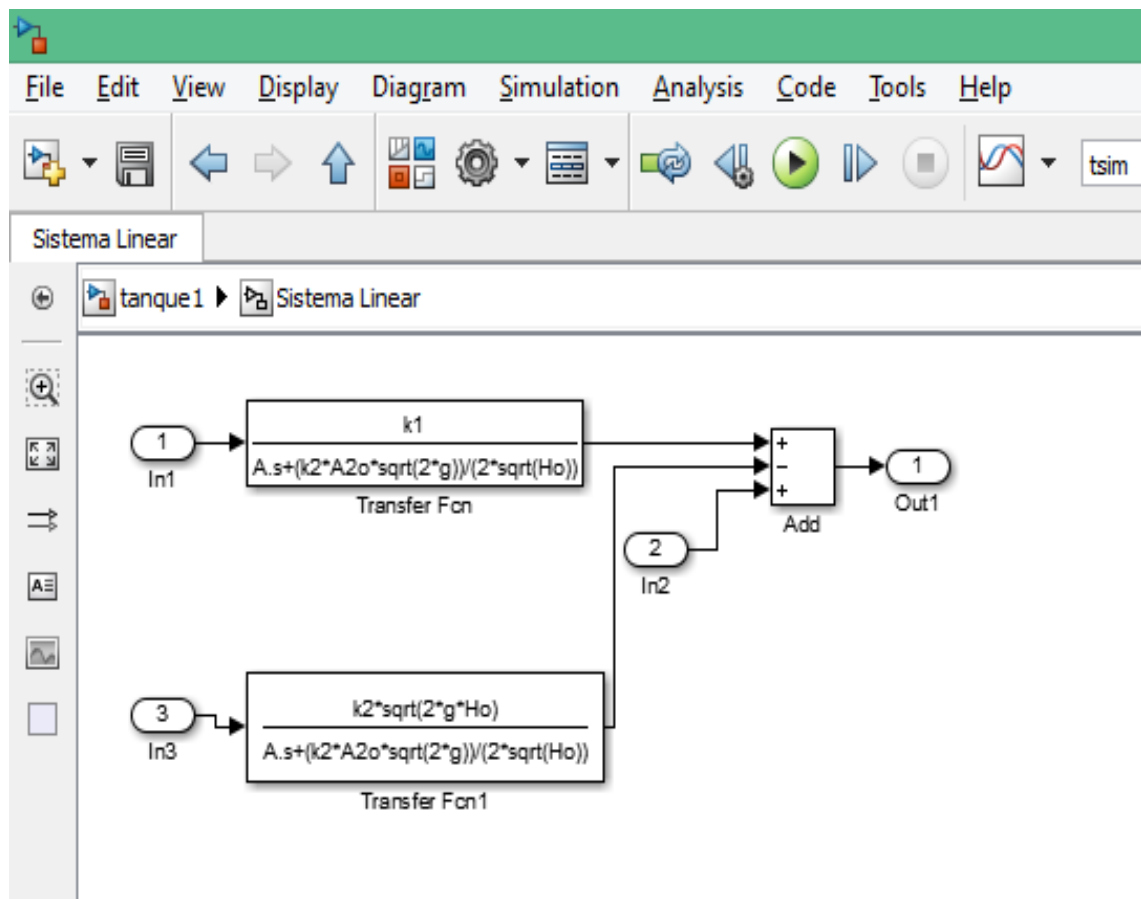 File Edit View Display Diagram Simulation Analysis Code Tools Help
tsim
Sistema Linear
tanque1 Sistema Linear
k1
A.s+(k2*A2o*sqrt(2*g))/(2*sqrt(Ho))
Transfer Fcn
1
In1
+
−
+
Add
1
Out1
2
In2
k2*sqrt(2*g*Ho)
A.s+(k2*A2o*sqrt(2*g))/(2*sqrt(Ho))
Transfer Fcn1
3
In3